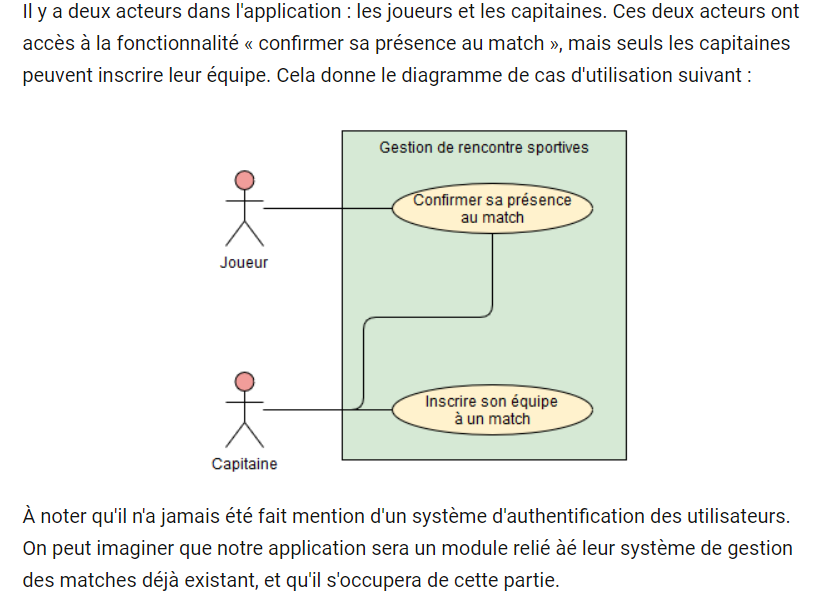 Il y a deux acteurs dans l'application : les joueurs et les capitaines. Ces deux acteurs ont
accès à la fonctionnalité « confirmer sa présence au match », mais seuls les capitaines
peuvent inscrire leur équipe. Cela donne le diagramme de cas d'utilisation suivant :
Gestion de rencontre sportives
Confirmer sa présence
au match
Joueur
Inscrire son équipe
à un match
Capitaine
À noter qu'il n'a jamais été fait mention d'un système d'authentification des utilisateurs.
On peut imaginer que notre application sera un module relié àé leur système de gestion
des matches déjà existant, et qu'il s'occupera de cette partie.